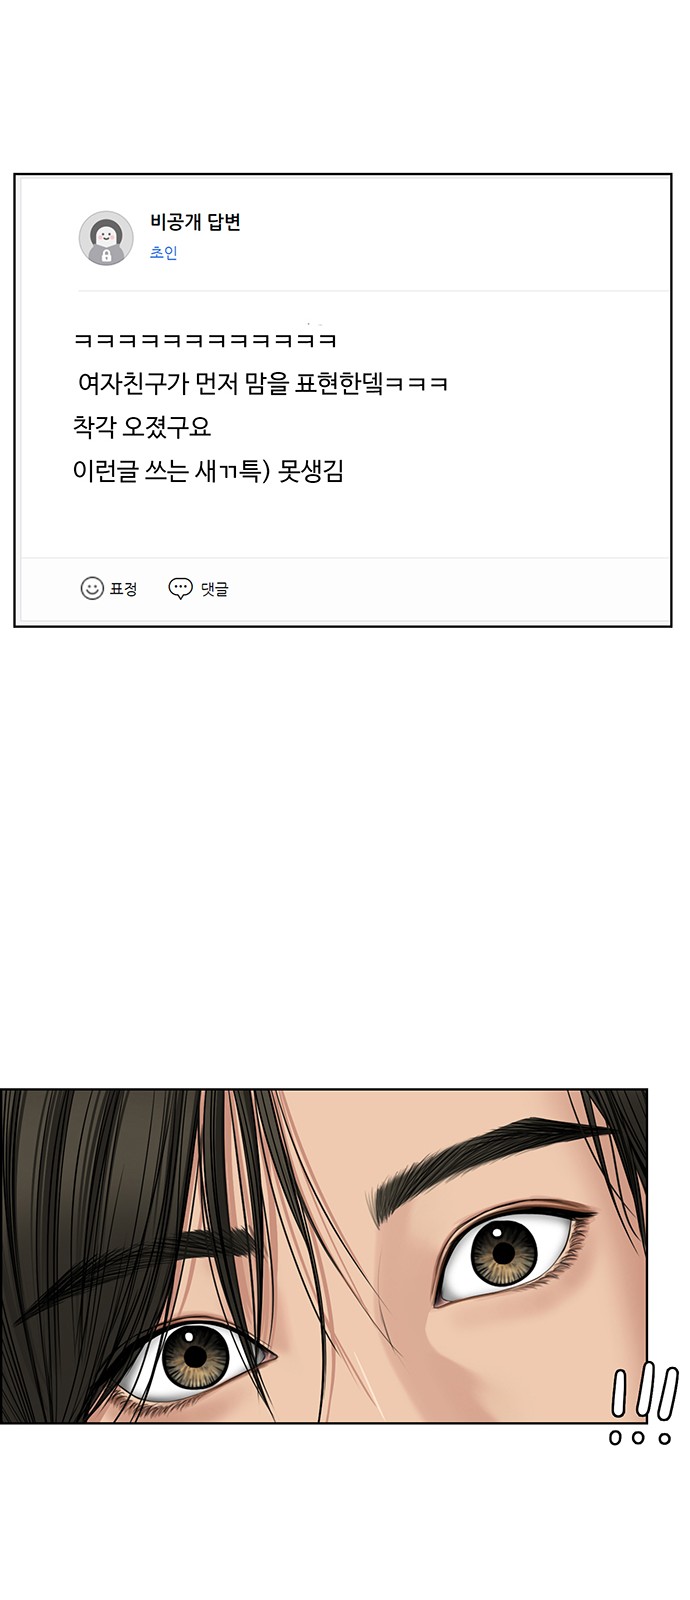 비공개 답변
초인
ㅋㅋㅋㅋㅋㅋㅋㅋㅋㅋㅋㅋ
여자친구가 먼저 맘을 표현한뎈ㅋㅋㅋ
착각 오졌구요
이런글 쓰는 새ㄲ특) 못생김
표정
댓글
!!!